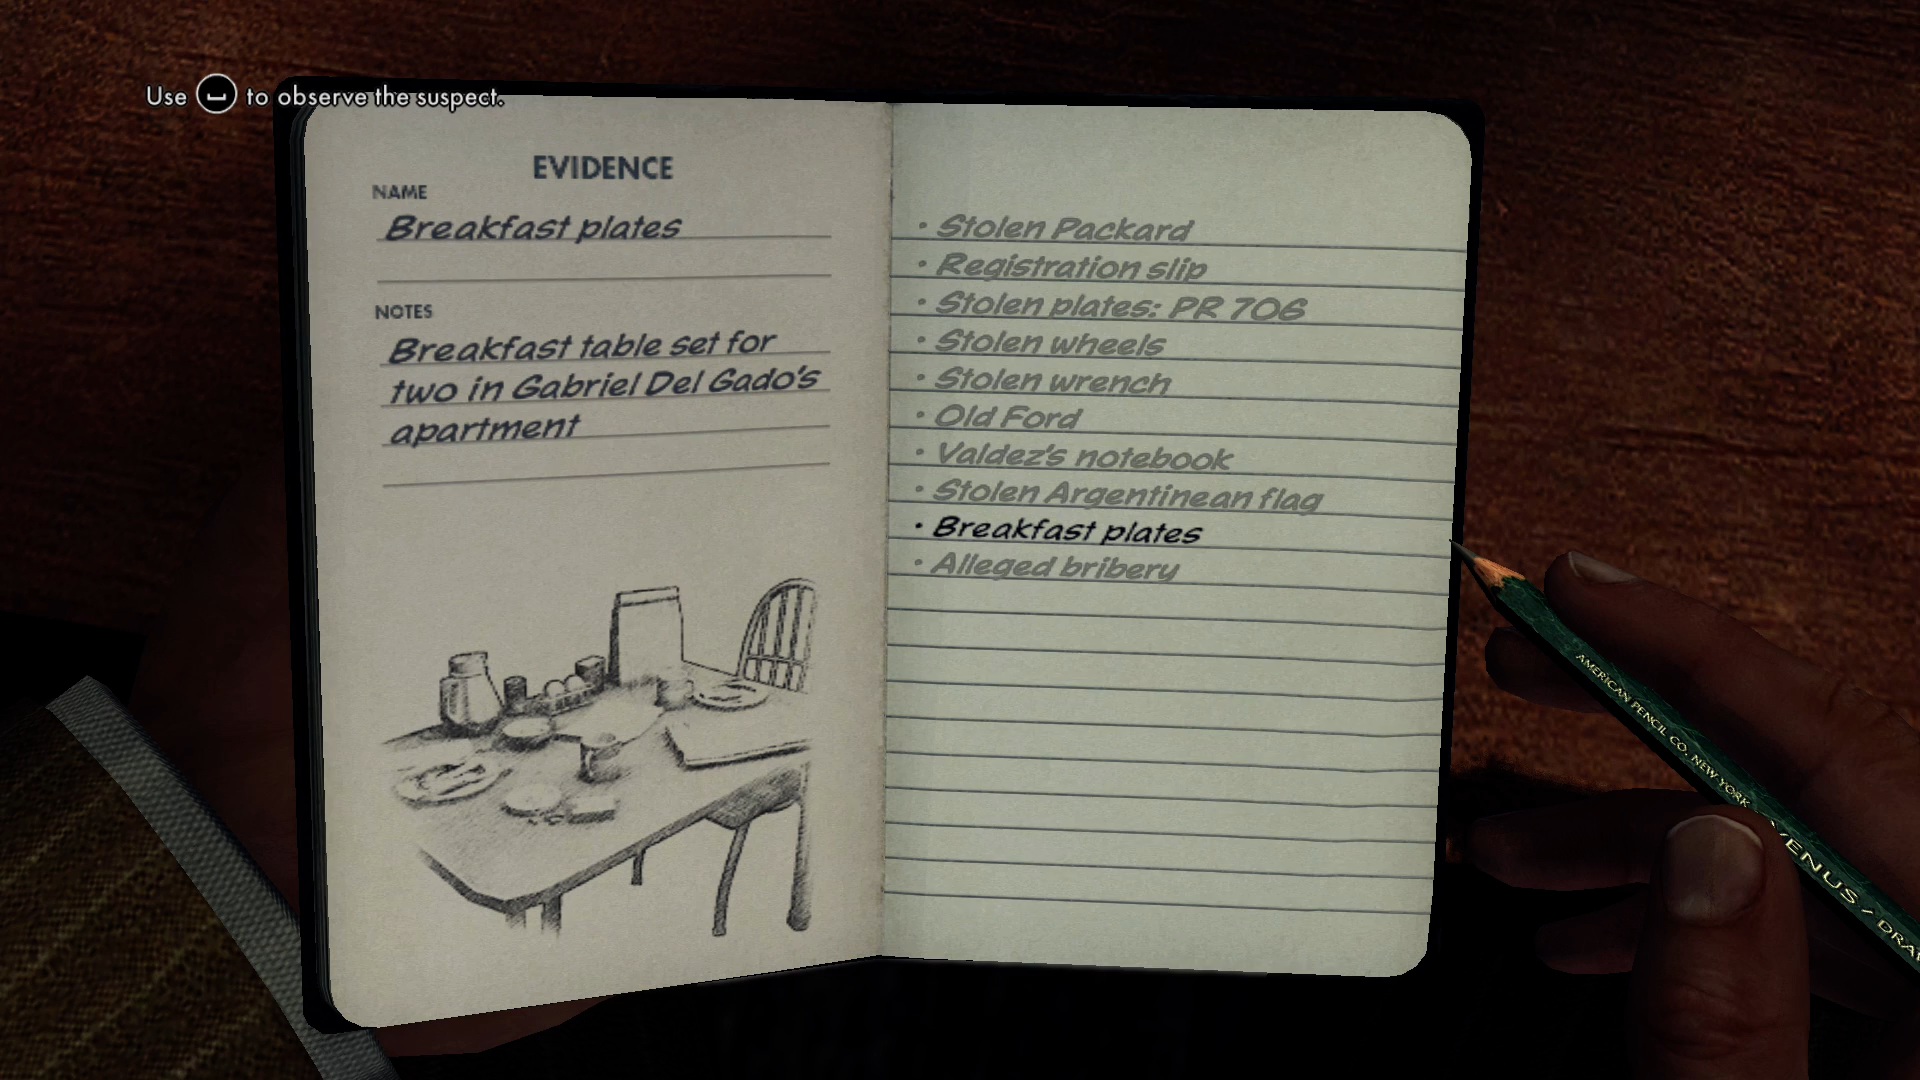 Use to observe the suspect.
EVIDENCE
NAME
Breakfast plates
NOTES
Breakfast table set for
two in Gabriel Del Gado's
apartment
• Stolen Packard
• Registration slip
• Stolen plates: PR 706
• Stolen wheels
• Stolen wrench
• Old Ford
• Valdez's notebook
• Stolen Argentinean flag
• Breakfast plates
• Alleged bribery
AMERICAN PENCIL CO. NEW YORK
VENUS / DRA